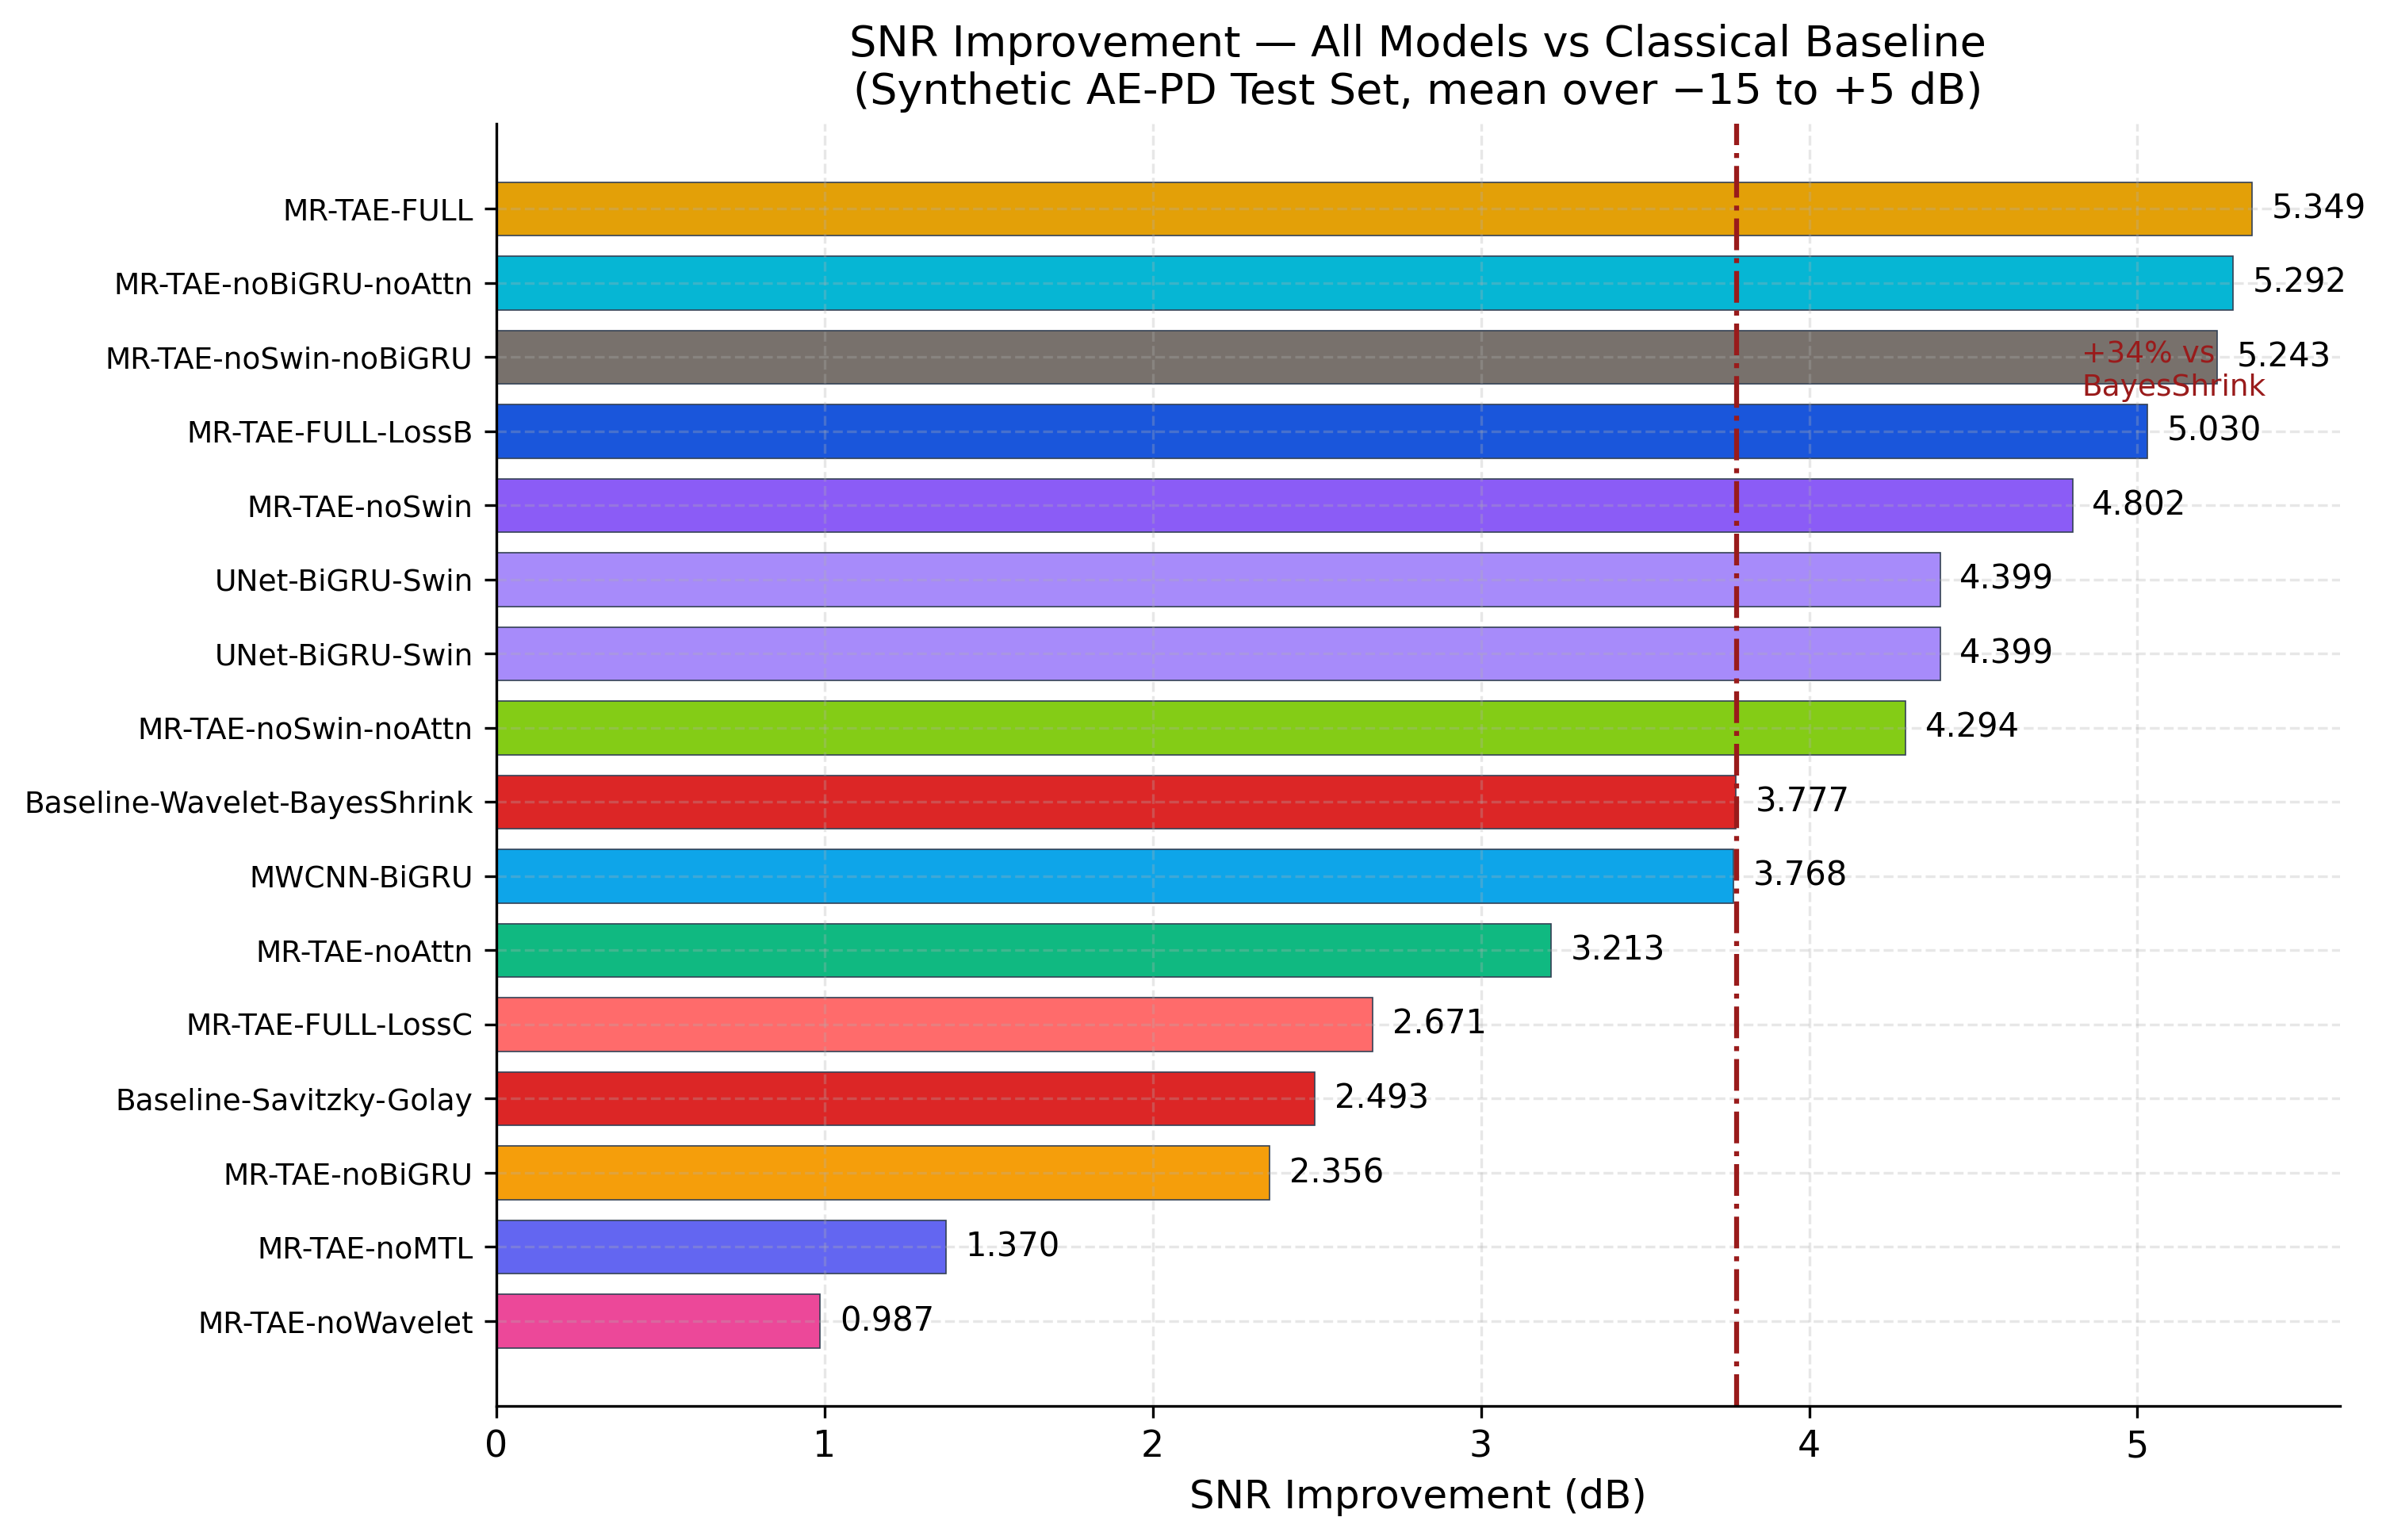 SNR Improvement — All Models vs Classical Baseline
(Synthetic AE-PD Test Set, mean over −15 to +5 dB)
MR-TAE-FULL
5.349
MR-TAE-noBiGRU-noAttn
5.292
MR-TAE-noSwin-noBiGRU
+34% vs
BayesShrink
5.243
MR-TAE-FULL-LossB
5.030
MR-TAE-noSwin
4.802
UNet-BiGRU-Swin
4.399
UNet-BiGRU-Swin
4.399
MR-TAE-noSwin-noAttn
4.294
Baseline-Wavelet-BayesShrink
3.777
MWCNN-BiGRU
3.768
MR-TAE-noAttn
3.213
MR-TAE-FULL-LossC
2.671
Baseline-Savitzky-Golay
2.493
MR-TAE-noBiGRU
2.356
MR-TAE-noMTL
1.370
MR-TAE-noWavelet
0.987
0 1 2 3 4 5
SNR Improvement (dB)